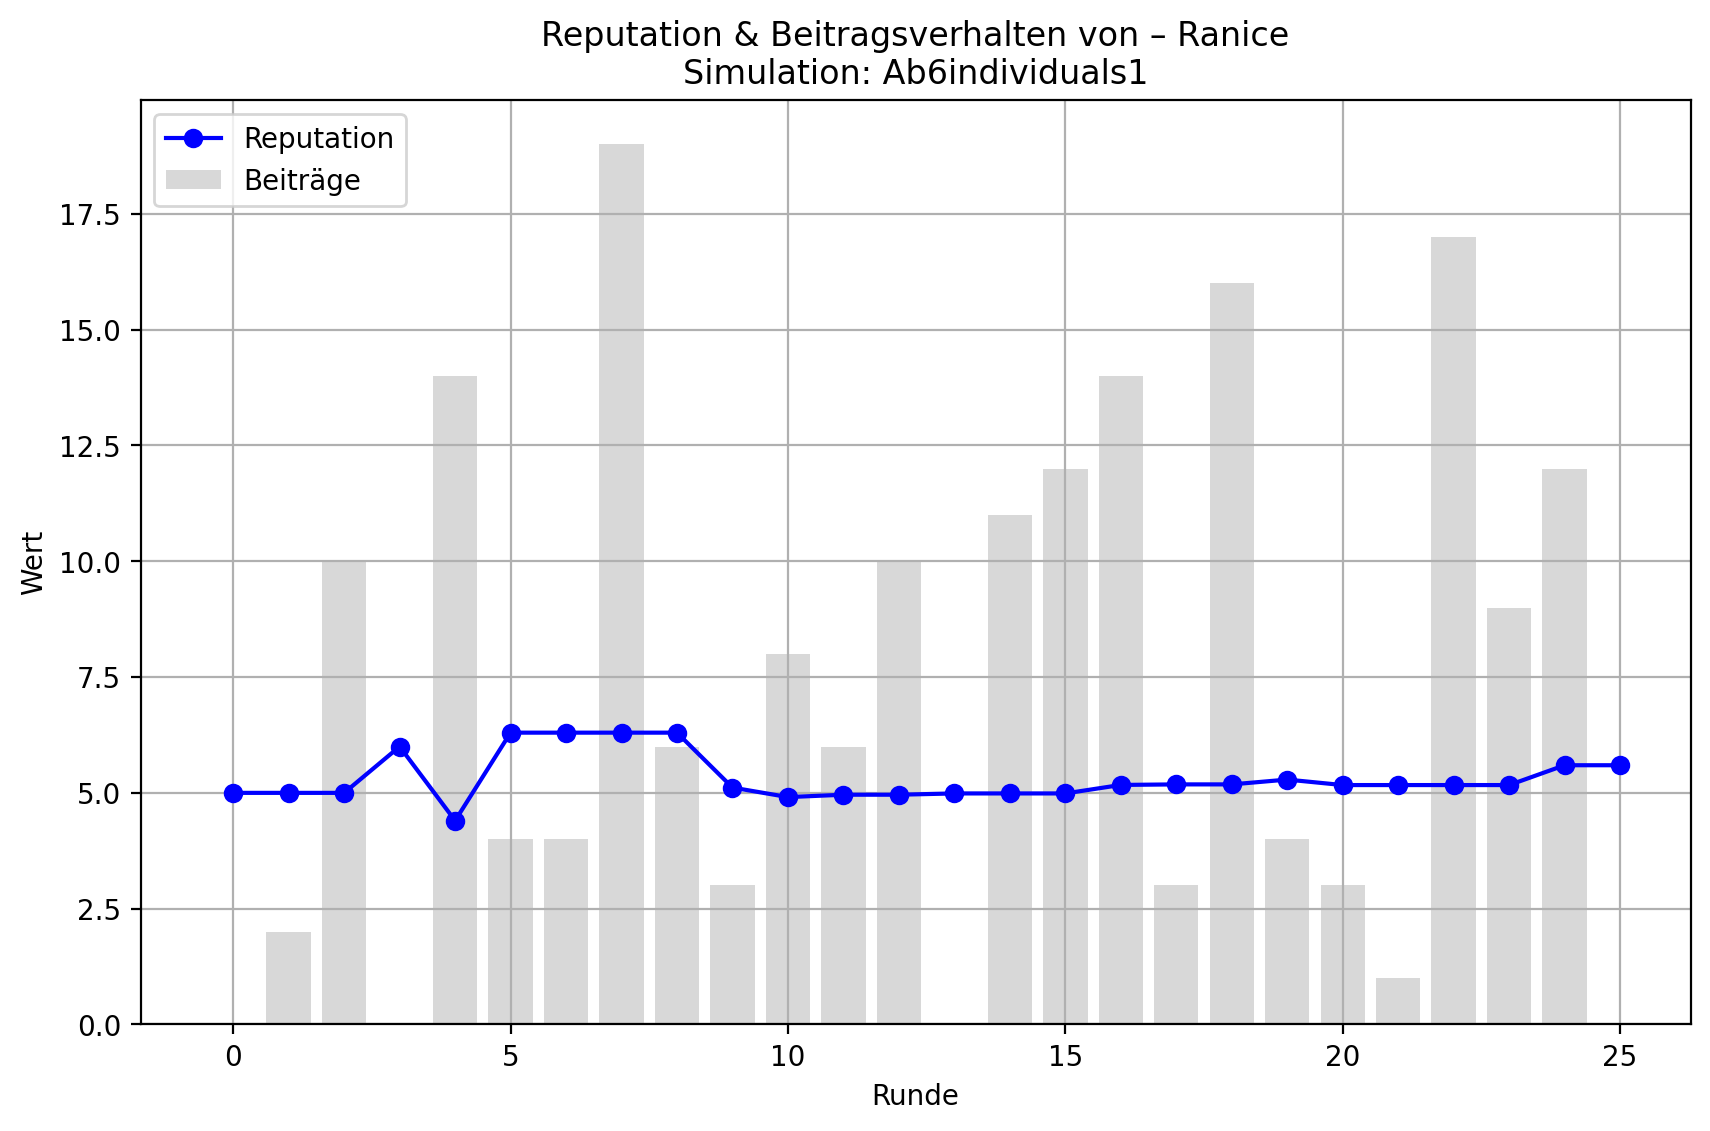 Reputation & Beitragsverhalten von – Ranice
Simulation: Ab6individuals1
Reputation
Beiträge
17.5
15.0
12.5
10.0
7.5
5.0
2.5
0.0
Wert
0 5 10 15 20 25
Runde